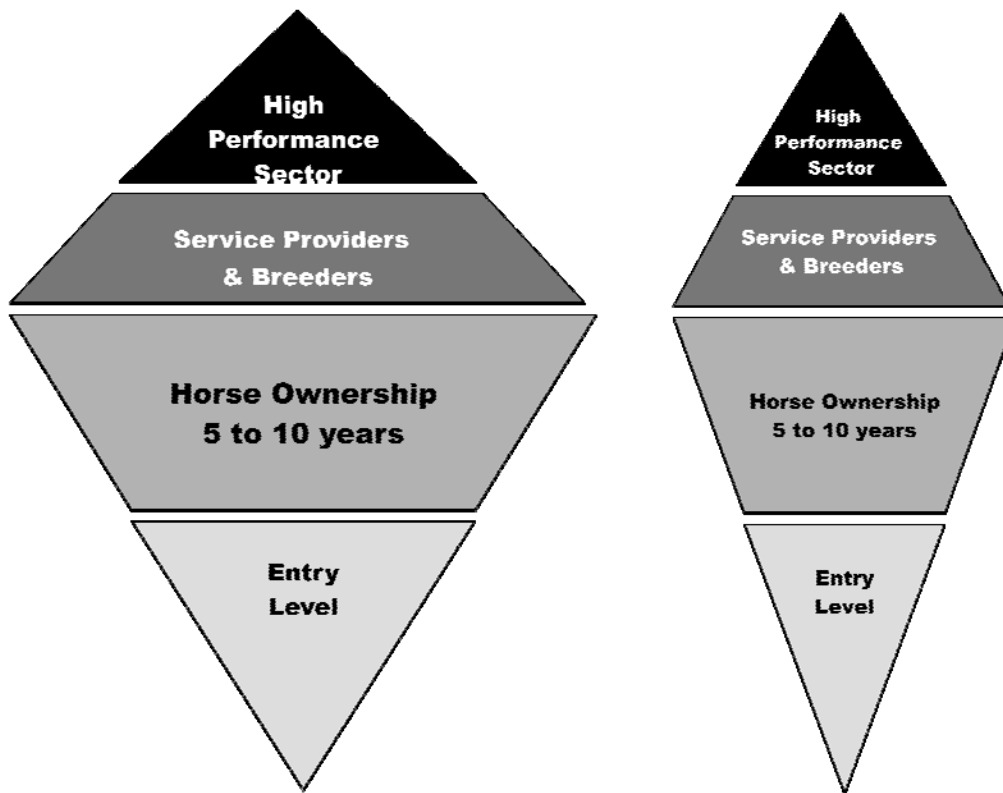 High
Performance
Sector
Service Providers
& Breeders
Horse Ownership
5 to 10 years
Entry
Level
High
Performance
Sector
Service Providers
& Breeders
Horse Ownership
5 to 10 years
Entry
Level